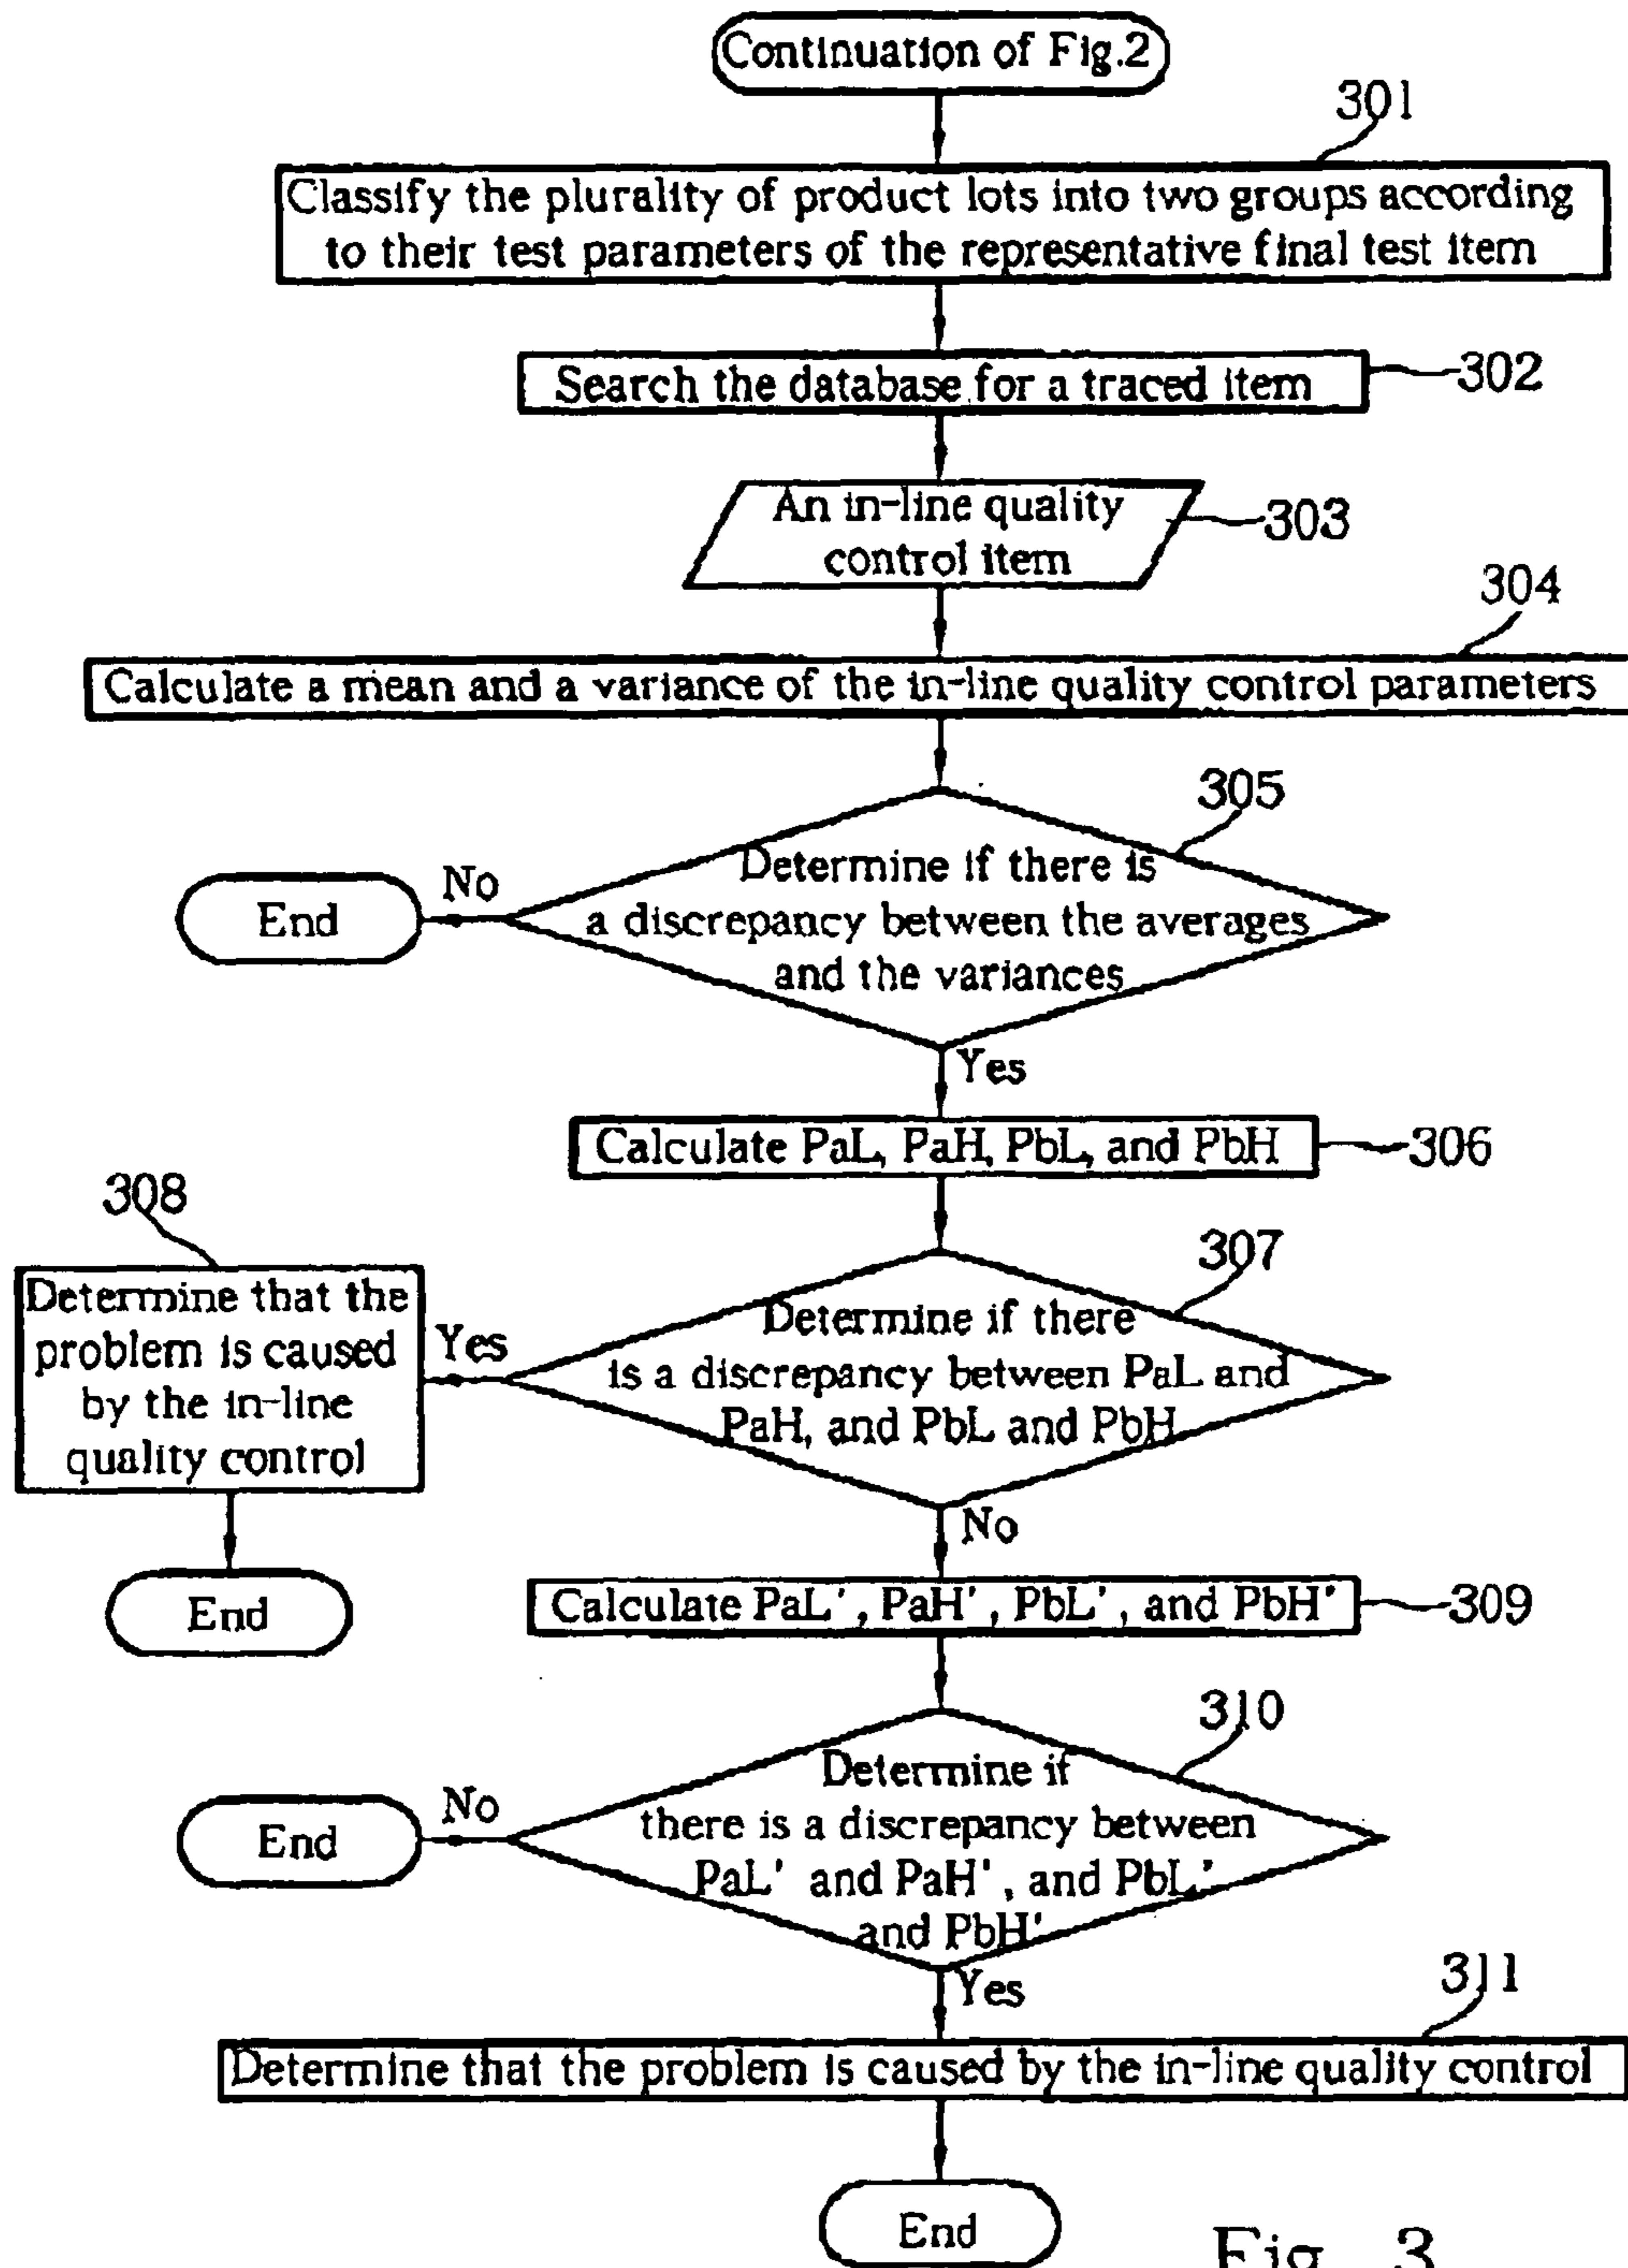 Continuation of Fig.2
301
Classify the plurality of product lots into two groups according
to their test parameters of the representative final test item
Search the database for a traced item
302
An in-line quality
control item
303
304
Calculate a mean and a variance of the in-line quality control parameters
305
Determine if there is
a discrepancy between the averages
and the variances
No
End
Yes
Calculate PaL, PaH, PbL, and PbH
306
308
307
Determine that the
problem is caused
by the in-line
quality control
Yes
Determine if there
is a discrepancy between PaL and
PaH, and PbL and PbH
No
End
Calculate PaL', PaH', PbL', and PbH'
309
310
Determine if
there is a discrepancy between
PaL' and PaH', and PbL'
and PbH'
No
End
Yes
311
Determine that the problem is caused by the in-line quality control
End
Fig. 3